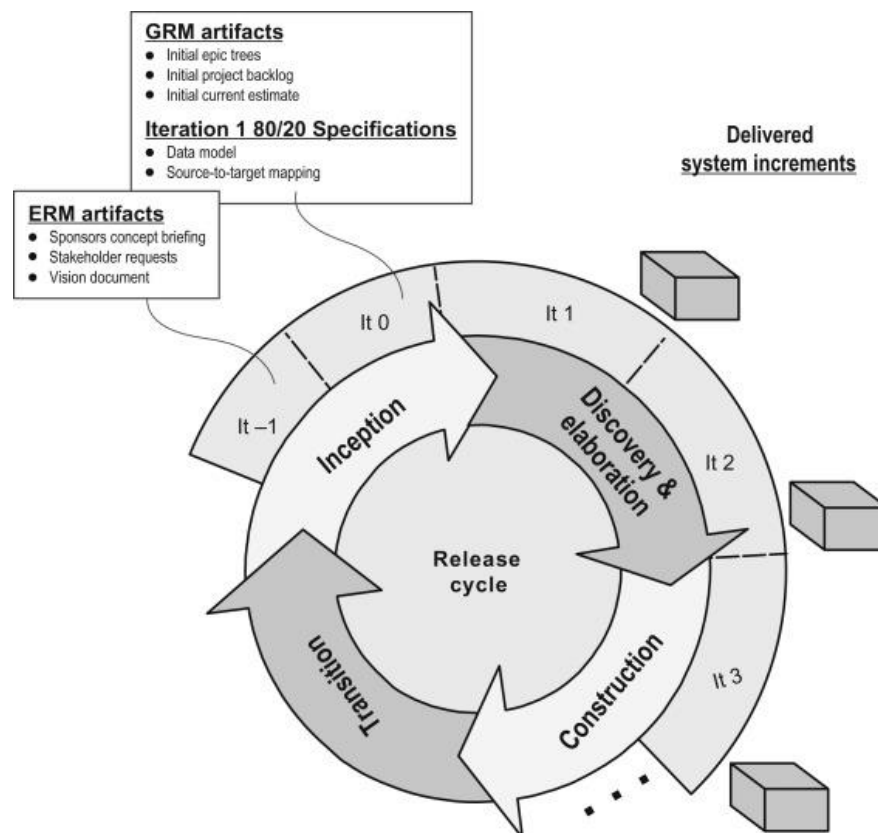 GRM artifacts
● Initial epic trees
● Initial project backlog
● Initial current estimate
Iteration 1 80/20 Specifications
● Data model
● Source-to-target mapping
ERM artifacts
● Sponsors concept briefing
● Stakeholder requests
● Vision document
Delivered
system increments
It –1
It 0
It 1
It 2
It 3
Inception
Discovery &
elaboration
Construction
Transition
Release
cycle
. . .